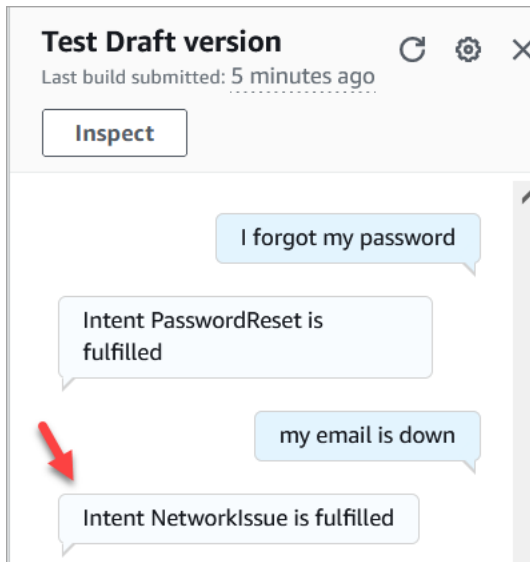 Test Draft version
Last build submitted: 5 minutes ago
Inspect
I forgot my password
Intent PasswordReset is
fulfilled
my email is down
Intent NetworkIssue is fulfilled